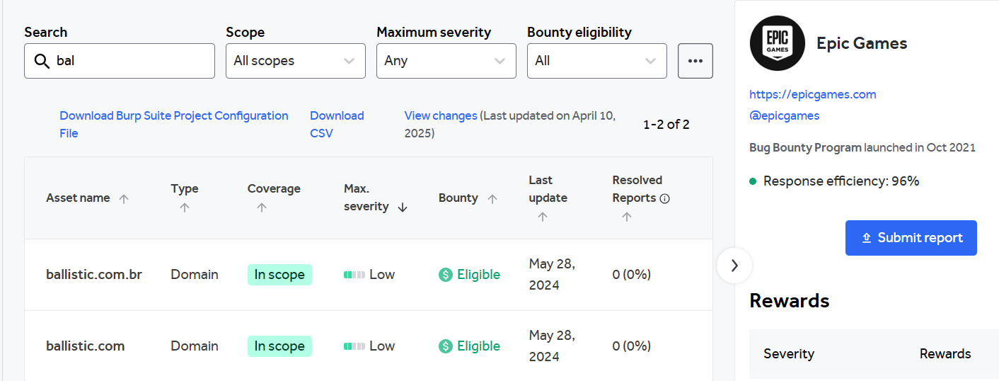 Search
Scope
Maximum severity
Bounty eligibility
bal
All scopes
Any
All
Download Burp Suite Project Configuration
File
Download
CSV
View changes (Last updated on April 10,
2025)
1-2 of 2
Asset name
Type
Coverage
Max.
severity
Bounty
Last
update
Resolved
Reports
ballistic.com.br
Domain
In scope
Low
Eligible
May 28,
2024
0 (0%)
ballistic.com
Domain
In scope
Low
Eligible
May 28,
2024
0 (0%)
EPIC
GAMES
Epic Games
https://epicgames.com
@epicgames
Bug Bounty Program launched in Oct 2021
Response efficiency: 96%
Submit report
Rewards
Severity
Rewards